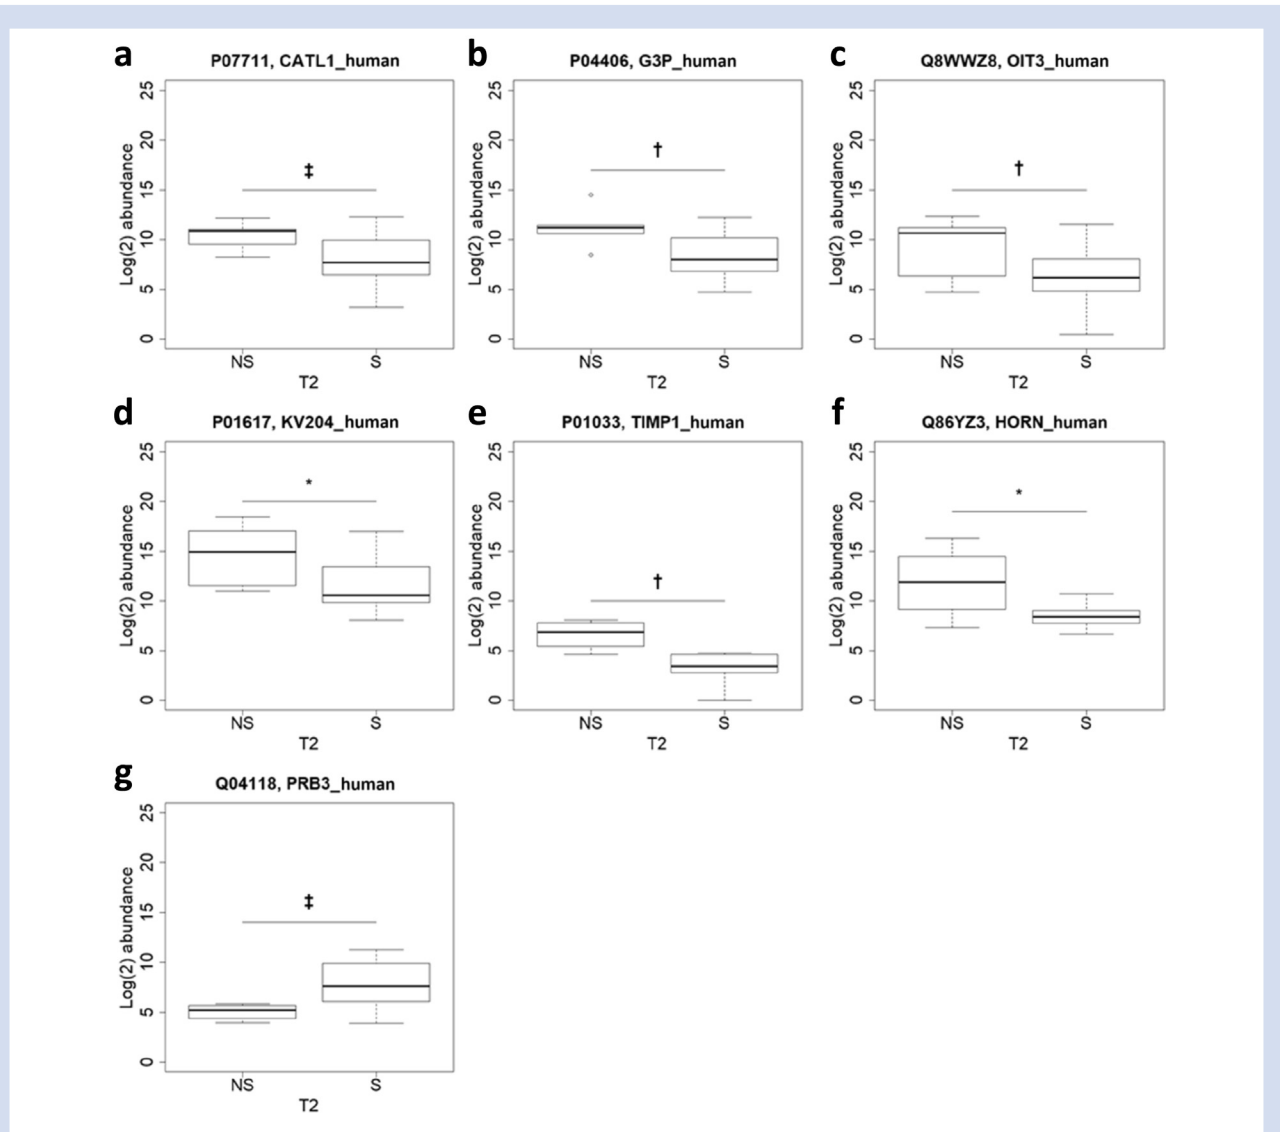 a
P07711, CATL1_human
Log(2) abundance
0 5 10 15 20 25
‡
NS S
T2
b
P04406, G3P_human
Log(2) abundance
0 5 10 15 20 25
†
NS S
T2
c
Q8WWZ8, OIT3_human
Log(2) abundance
0 5 10 15 20 25
†
NS S
T2
d
P01617, KV204_human
Log(2) abundance
0 5 10 15 20 25
*
NS S
T2
e
P01033, TIMP1_human
Log(2) abundance
0 5 10 15 20 25
†
NS S
T2
f
Q86YZ3, HORN_human
Log(2) abundance
0 5 10 15 20 25
*
NS S
T2
g
Q04118, PRB3_human
Log(2) abundance
0 5 10 15 20 25
‡
NS S
T2